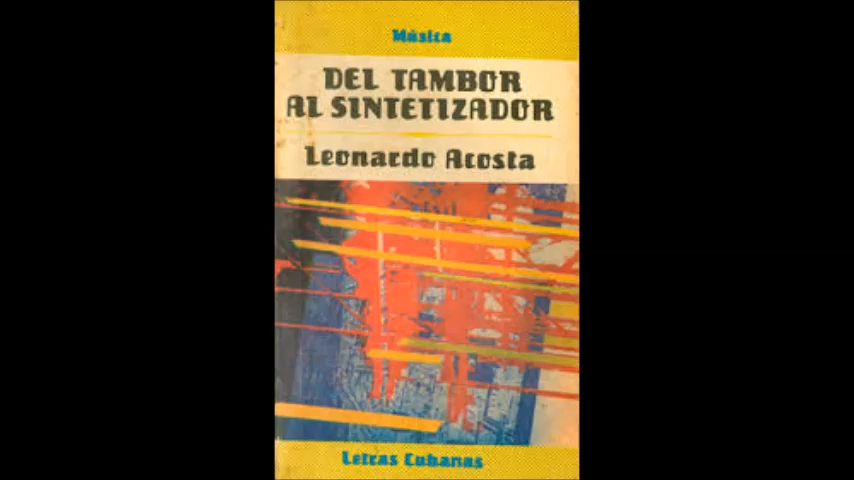 Música
DEL TAMBOR
AL SINTETIZADOR
Leonardo Acosta
Letras Cubanas